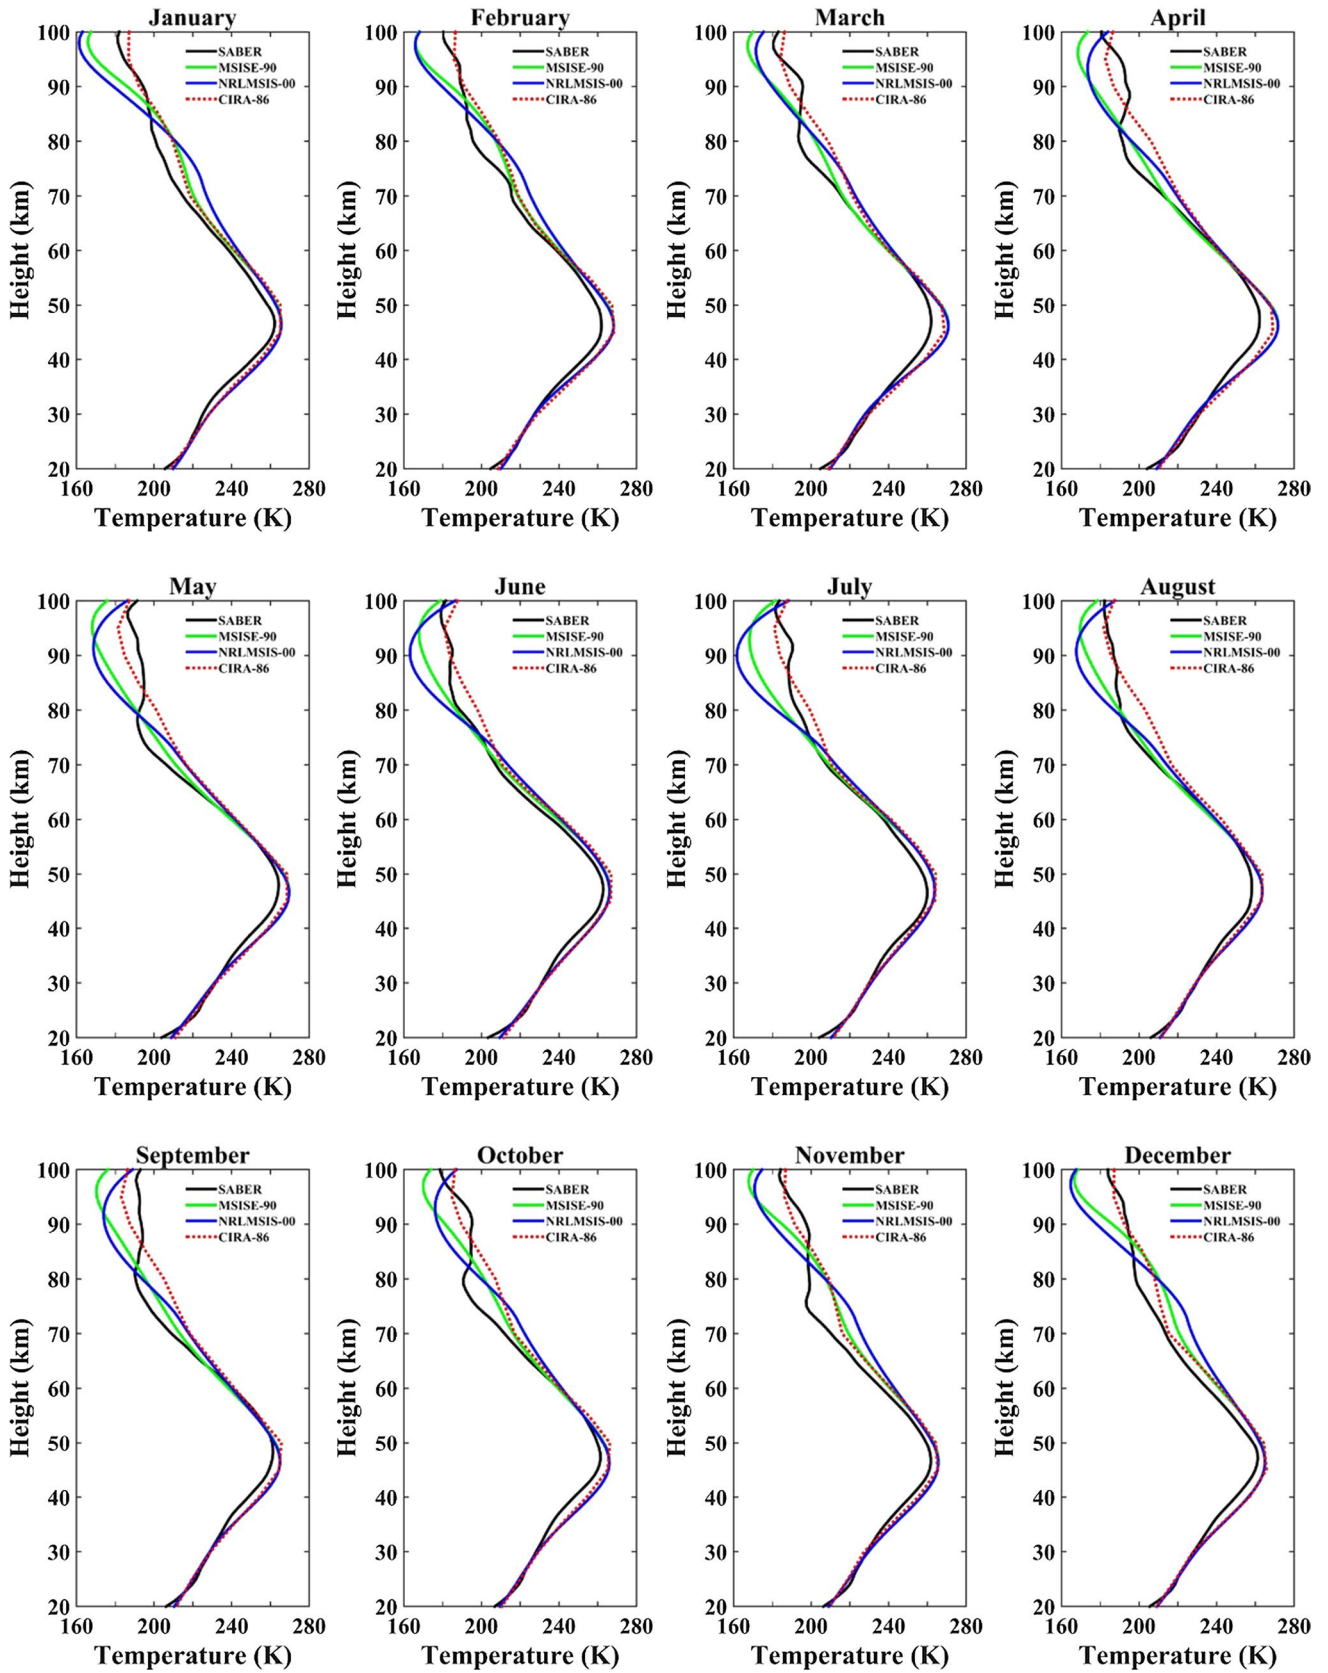 January February March April
100 100 100 100
SABER SABER SABER SABER
MSISE-90 MSISE-90 MSISE-90 MSISE-90
90 NRLMSIS-00 90 NRLMSIS-00 90 NRLMSIS-00 90 NRLMSIS-00
CIRA-86 CIRA-86 CIRA-86 CIRA-86
80 80 80 80
70 70 70 70
Height (km) Height (km) Height (km) Height (km)
60 60 60 60
50 50 50 50
40 40 40 40
30 30 30 30
20 20 20 20
160 200 240 280 160 200 240 280 160 200 240 280 160 200 240 280
Temperature (K) Temperature (K) Temperature (K) Temperature (K)
May June July August
100 100 100 100
SABER SABER SABER SABER
MSISE-90 MSISE-90 MSISE-90 MSISE-90
90 NRLMSIS-00 90 NRLMSIS-00 90 NRLMSIS-00 90 NRLMSIS-00
CIRA-86 CIRA-86 CIRA-86 CIRA-86
80 80 80 80
70 70 70 70
Height (km) Height (km) Height (km) Height (km)
60 60 60 60
50 50 50 50
40 40 40 40
30 30 30 30
20 20 20 20
160 200 240 280 160 200 240 280 160 200 240 280 160 200 240 280
Temperature (K) Temperature (K) Temperature (K) Temperature (K)
September October November December
100 100 100 100
SABER SABER SABER SABER
MSISE-90 MSISE-90 MSISE-90 MSISE-90
90 NRLMSIS-00 90 NRLMSIS-00 90 NRLMSIS-00 90 NRLMSIS-00
CIRA-86 CIRA-86 CIRA-86 CIRA-86
80 80 80 80
70 70 70 70
Height (km) Height (km) Height (km) Height (km)
60 60 60 60
50 50 50 50
40 40 40 40
30 30 30 30
20 20 20 20
160 200 240 280 160 200 240 280 160 200 240 280 160 200 240 280
Temperature (K) Temperature (K) Temperature (K) Temperature (K)